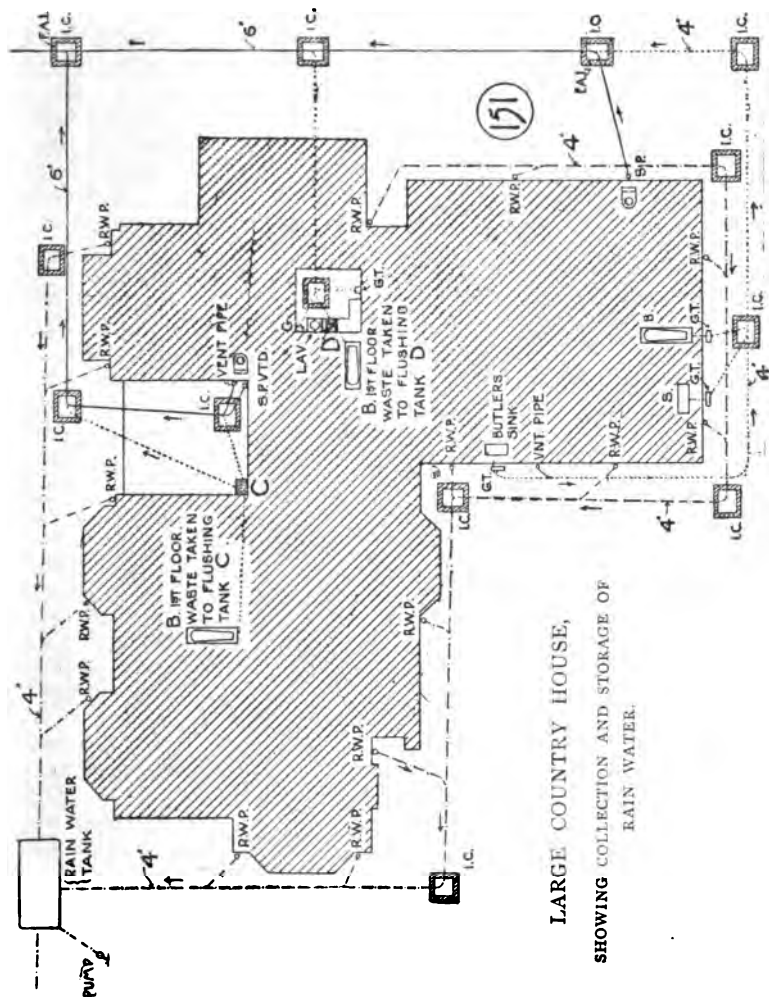 F.A.I.
I.C.
6"
I.C.
I.O
4"
I.C.
F.A.I.
6"
151
I.C.
R.W.P.
R.W.P.
4"
I.C.
R.W.P.
S.P.
R.W.P.
VENT PIPE
G.T.
LAV
D
R.W.P.
G.T.
B.
I.C.
I.C.
I.C.
S.P.VTD.
B. 1ST FLOOR
WASTE TAKEN
TO FLUSHING
TANK D
BUTLERS
SINK
G.T.
S
4"
R.W.P.
C
R.W.P.
VNT. PIPE
R.W.P.
R.W.P.
G.T.
B. 1ST FLOOR
WASTE TAKEN
TO FLUSHING
TANK C
I.C.
4"
I.C.
R.W.P.
R.W.P.
R.W.P.
4"
R.W.P.
RAIN WATER
TANK
4"
R.W.P.
R.W.P.
I.C.
PUMP
LARGE COUNTRY HOUSE,
SHOWING COLLECTION AND STORAGE OF
RAIN WATER.